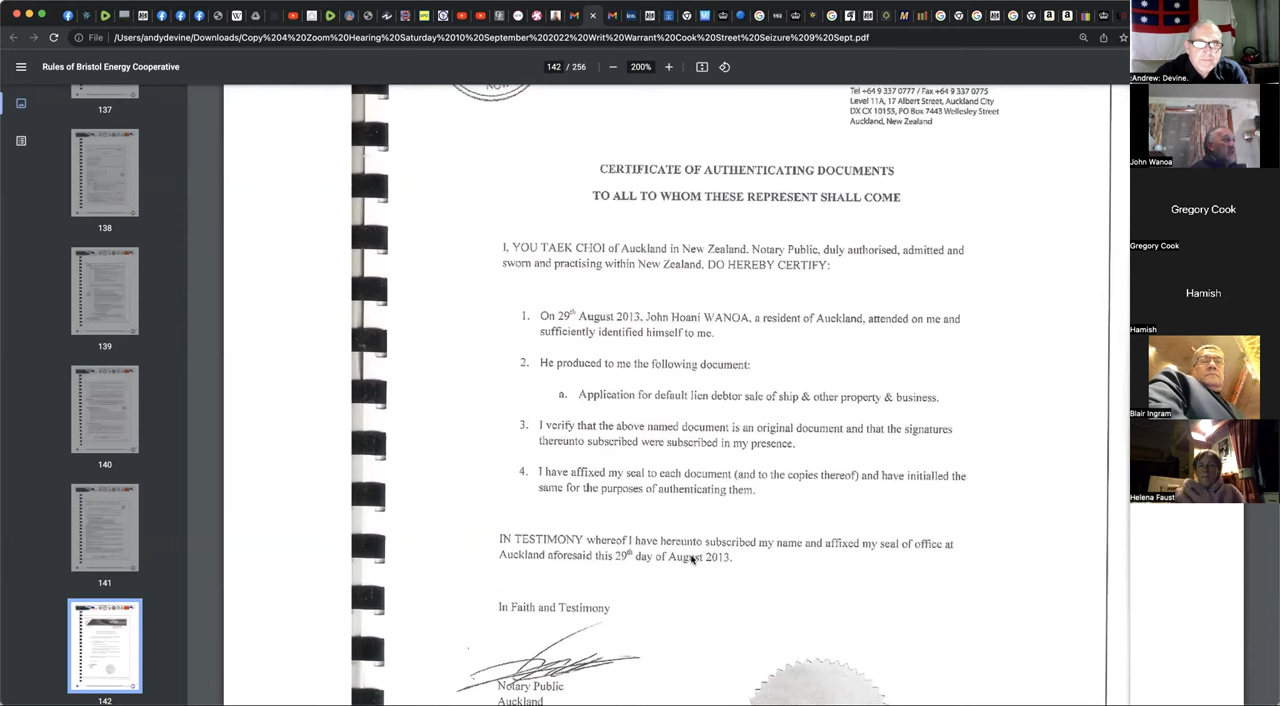 File
/Users/andydevine/Downloads/Copy%204%20Zoom%20Hearing%20Saturday
%202022%20Writ%20Warrant%20Cook%20Street%20Seizure%209%20Sept.pdf
Rules of Bristol Energy Cooperative
142 / 256
200%
137
138
139
140
141
142
Tel +64 9 337 0777 / Fax +64 9 337 0775
Level 11A, 17 Albert Street, Auckland City
DX CX 10153, PO Box 7443 Wellesley Street
Auckland, New Zealand
CERTIFICATE OF AUTHENTICATING DOCUMENTS
TO ALL TO WHOM THESE REPRESENT SHALL COME
I, YOU TAEK CHOI of Auckland in New Zealand, Notary Public, duly authorised, admitted and
sworn and practising within New Zealand, DO HEREBY CERTIFY:
1. On 29th August 2013, John Hoani WANOA, a resident of Auckland, attended on me and
sufficiently identified himself to me.
2. He produced to me the following document:
a. Application for default lien debtor sale of ship & other property & business.
3. I verify that the above named document is an original document and that the signatures
thereunto subscribed were subscribed in my presence.
4. I have affixed my seal to each document (and to the copies thereof) and have initialled the
same for the purposes of authenticating them.
IN TESTIMONY whereof I have hereunto subscribed my name and affixed my seal of office at
Auckland aforesaid this 29th day of August 2013.
In Faith and Testimony
Notary Public
Auckland
Andrew: Devine.
John Wanoa
Gregory Cook
Gregory Cook
Hamish
Hamish
Blair Ingram
Helena Faust